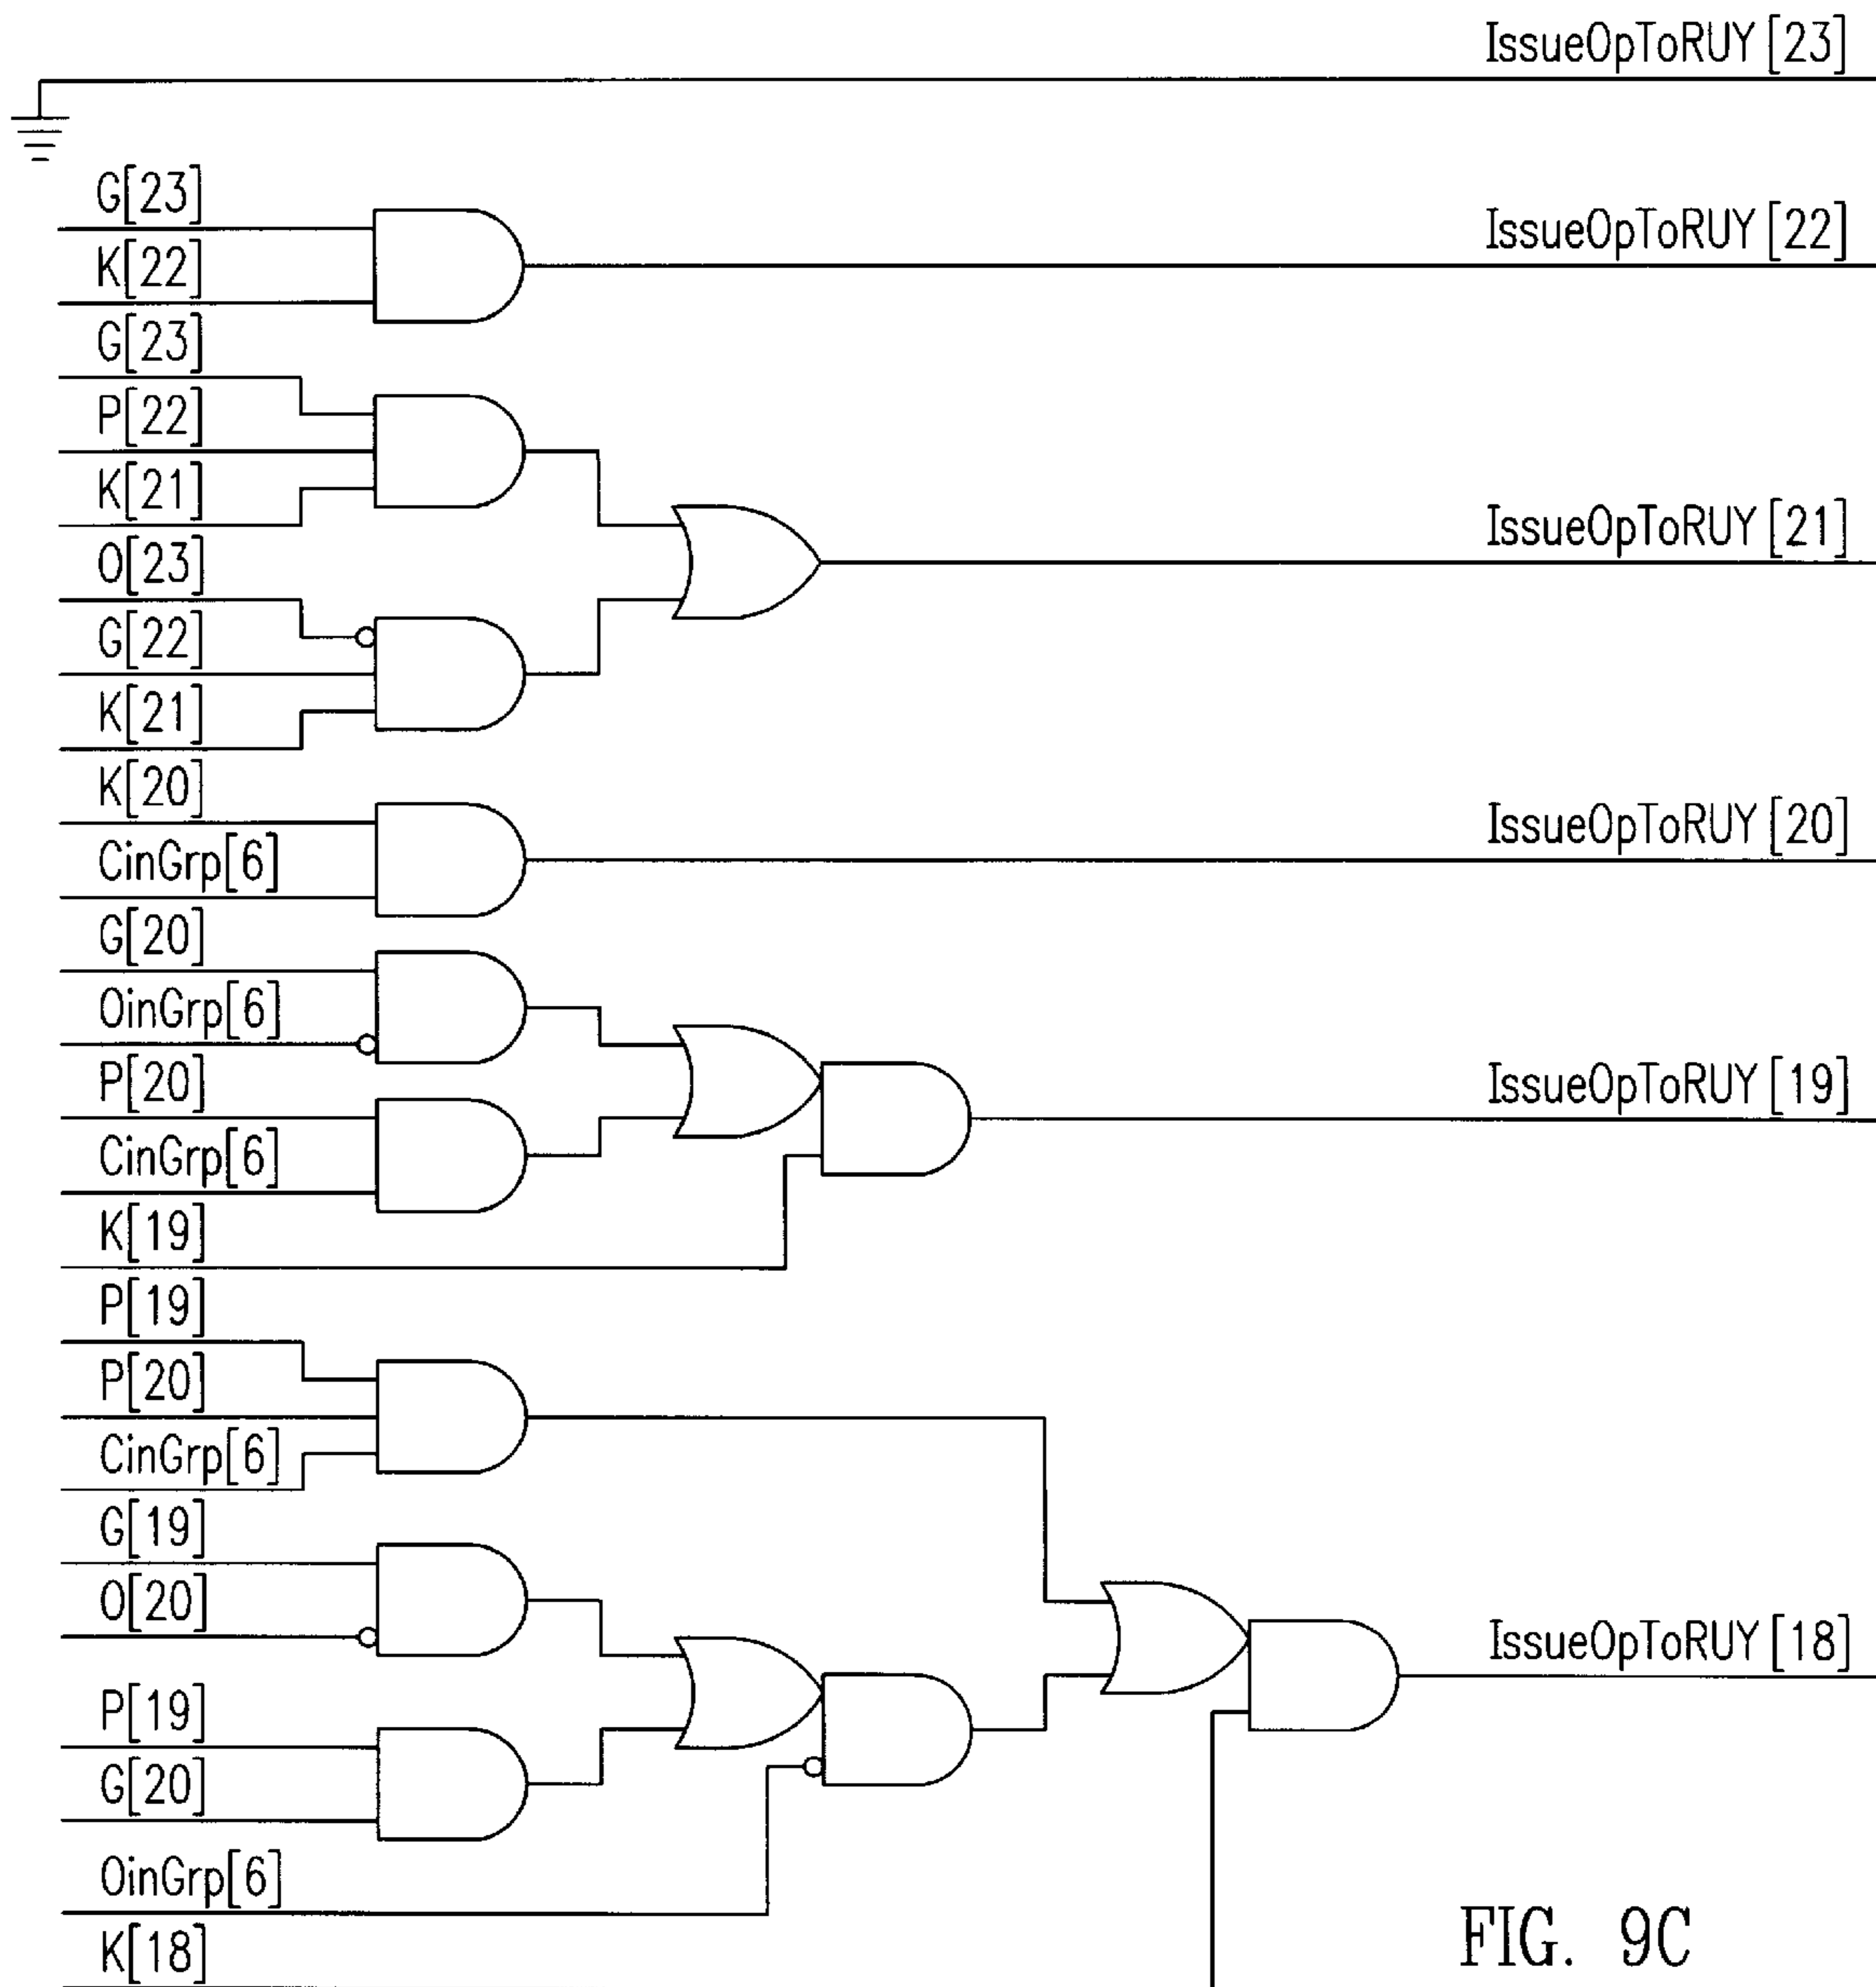 IssueOpToRUY[23]
G[23]
IssueOpToRUY[22]
K[22]
G[23]
P[22]
K[21]
IssueOpToRUY[21]
O[23]
G[22]
K[21]
K[20]
IssueOpToRUY[20]
CinGrp[6]
G[20]
OinGrp[6]
P[20]
IssueOpToRUY[19]
CinGrp[6]
K[19]
P[19]
P[20]
CinGrp[6]
G[19]
O[20]
IssueOpToRUY[18]
P[19]
G[20]
OinGrp[6]
K[18]
FIG. 9C